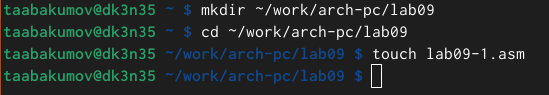 taabakumov@dk3n35 ~ $ mkdir ~/work/arch-pc/lab09
taabakumov@dk3n35 ~ $ cd ~/work/arch-pc/lab09
taabakumov@dk3n35 ~/work/arch-pc/lab09 $ touch lab09-1.asm
taabakumov@dk3n35 ~/work/arch-pc/lab09 $